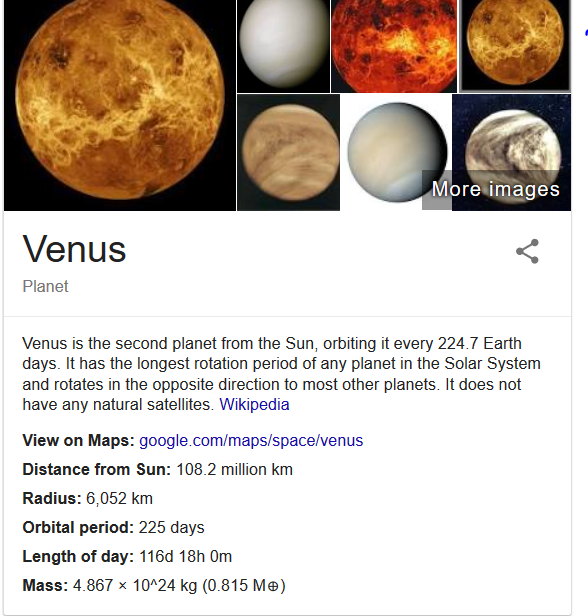 More images
Venus
Planet
Venus is the second planet from the Sun, orbiting it every 224.7 Earth
days. It has the longest rotation period of any planet in the Solar System
and rotates in the opposite direction to most other planets. It does not
have any natural satellites. Wikipedia
View on Maps: google.com/maps/space/venus
Distance from Sun: 108.2 million km
Radius: 6,052 km
Orbital period: 225 days
Length of day: 116d 18h 0m
Mass: 4.867 × 10^24 kg (0.815 M⊕)